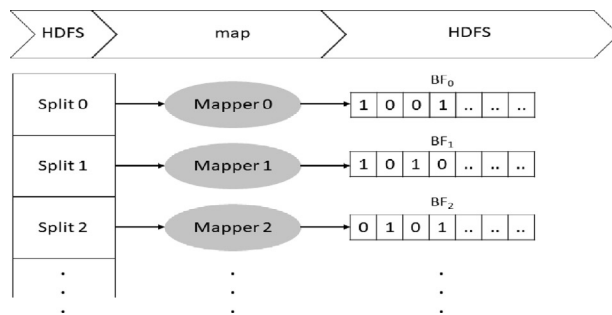 HDFS map HDFS
BF0
Split 0 Mapper 0 1 0 0 1 .. .. ..
BF1
Split 1 Mapper 1 1 0 1 0 .. .. ..
BF2
Split 2 Mapper 2 0 1 0 1 .. .. ..